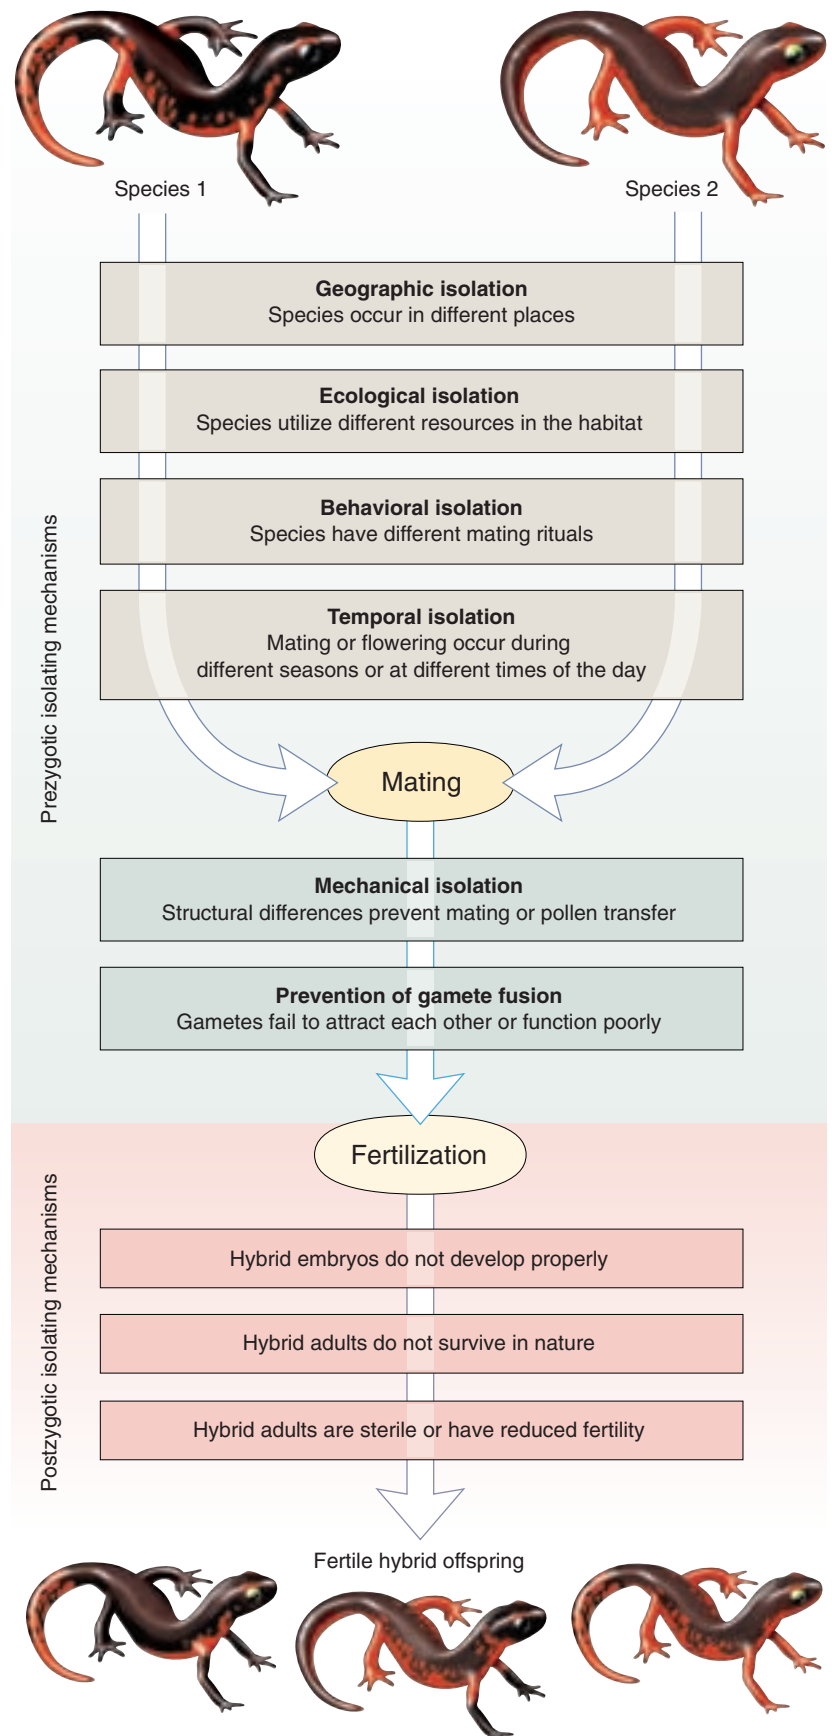 Species 1
Species 2
Geographic isolation
Species occur in different places
Ecological isolation
Species utilize different resources in the habitat
Behavioral isolation
Species have different mating rituals
Temporal isolation
Mating or flowering occur during
different seasons or at different times of the day
Prezygotic isolating mechanisms
Mating
Mechanical isolation
Structural differences prevent mating or pollen transfer
Prevention of gamete fusion
Gametes fail to attract each other or function poorly
Fertilization
Postzygotic isolating mechanisms
Hybrid embryos do not develop properly
Hybrid adults do not survive in nature
Hybrid adults are sterile or have reduced fertility
Fertile hybrid offspring